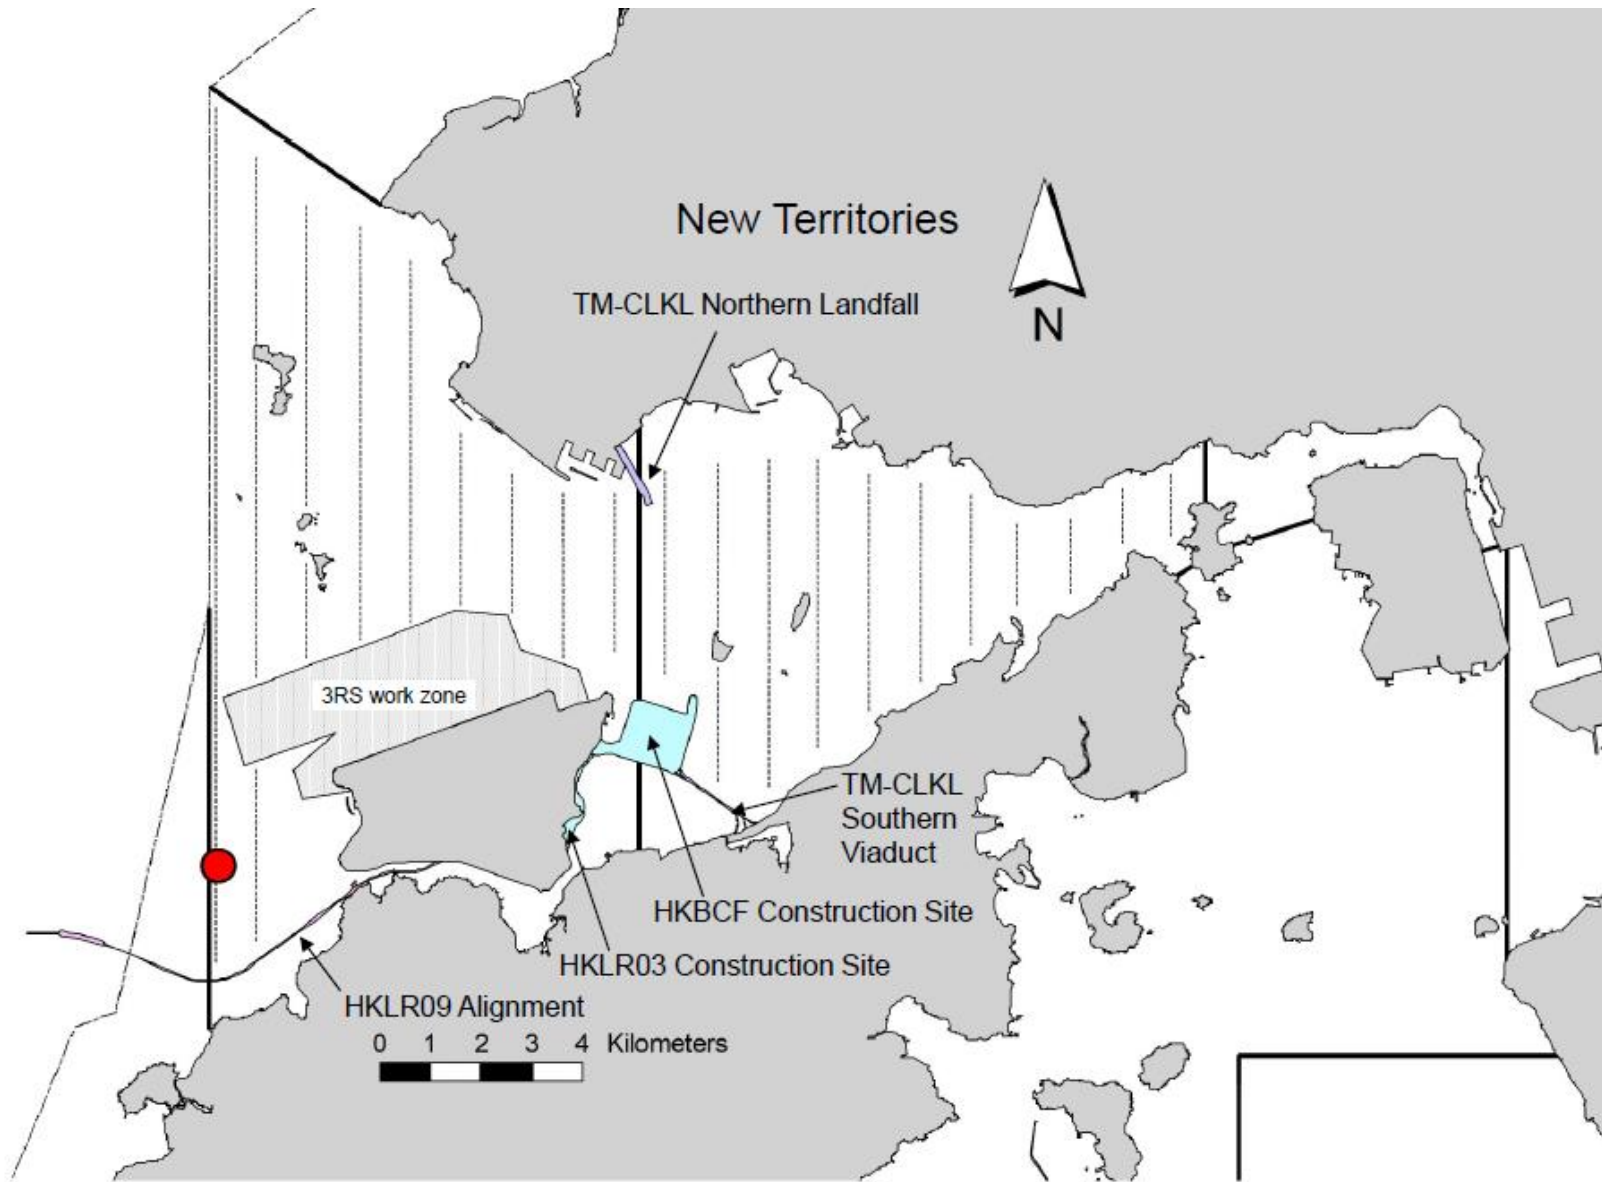 New Territories
TM-CLKL Northern Landfall
N
3RS work zone
TM-CLKL
Southern
Viaduct
HKBCF Construction Site
HKLR03 Construction Site
HKLR09 Alignment
0 1 2 3 4 Kilometers